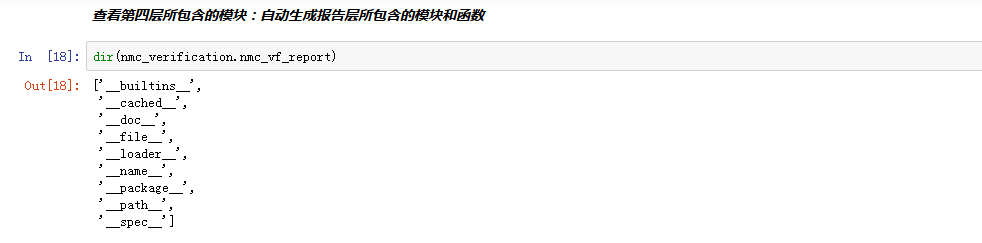 查看第四层所包含的模块：自动生成报告层所包含的模块和函数
In [18]: dir(nmc_verification.nmc_vf_report)
Out[18]: ['__builtins__',
'__cached__',
'__doc__',
'__file__',
'__loader__',
'__name__',
'__package__',
'__path__',
'__spec__']